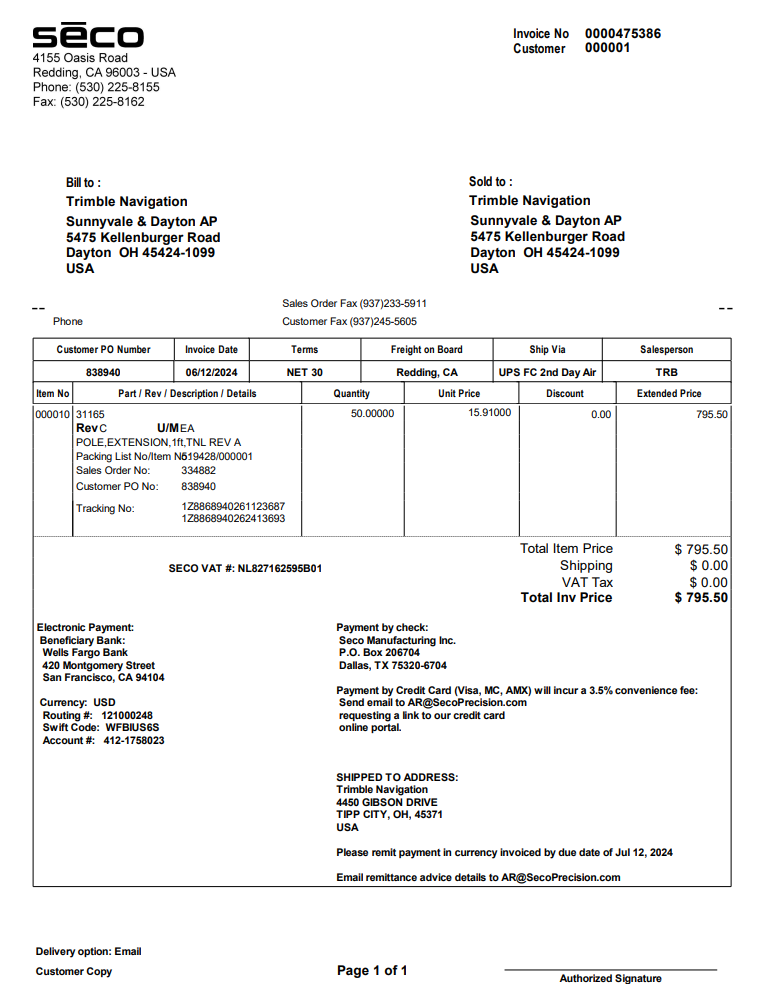 sēco
4155 Oasis Road
Redding, CA 96003 - USA
Phone: (530) 225-8155
Fax: (530) 225-8162
Invoice No 0000475386
Customer 000001
Bill to :
Trimble Navigation
Sunnyvale & Dayton AP
5475 Kellenburger Road
Dayton OH 45424-1099
USA
Sold to :
Trimble Navigation
Sunnyvale & Dayton AP
5475 Kellenburger Road
Dayton OH 45424-1099
USA
-- Sales Order Fax (937)233-5911 --
Phone Customer Fax (937)245-5605
Customer PO Number Invoice Date Terms Freight on Board Ship Via Salesperson
838940 06/12/2024 NET 30 Redding, CA UPS FC 2nd Day Air TRB
Item No Part / Rev / Description / Details Quantity Unit Price Discount Extended Price
000010 31165 50.00000 15.91000 0.00 795.50
Rev C U/M EA
POLE,EXTENSION,1ft,TNL REV A
Packing List No/Item No 519428/000001
Sales Order No: 334882
Customer PO No: 838940
Tracking No: 1Z8868940261123687
1Z8868940262413693
Total Item Price $ 795.50
Shipping $ 0.00
VAT Tax $ 0.00
Total Inv Price $ 795.50
SECO VAT #: NL827162595B01
Electronic Payment:
Beneficiary Bank:
Wells Fargo Bank
420 Montgomery Street
San Francisco, CA 94104
Currency: USD
Routing #: 121000248
Swift Code: WFBIUS6S
Account #: 412-1758023
Payment by check:
Seco Manufacturing Inc.
P.O. Box 206704
Dallas, TX 75320-6704
Payment by Credit Card (Visa, MC, AMX) will incur a 3.5% convenience fee:
Send email to AR@SecoPrecision.com
requesting a link to our credit card
online portal.
SHIPPED TO ADDRESS:
Trimble Navigation
4450 GIBSON DRIVE
TIPP CITY, OH, 45371
USA
Please remit payment in currency invoiced by due date of Jul 12, 2024
Email remittance advice details to AR@SecoPrecision.com
Delivery option: Email
Customer Copy
Page 1 of 1
Authorized Signature